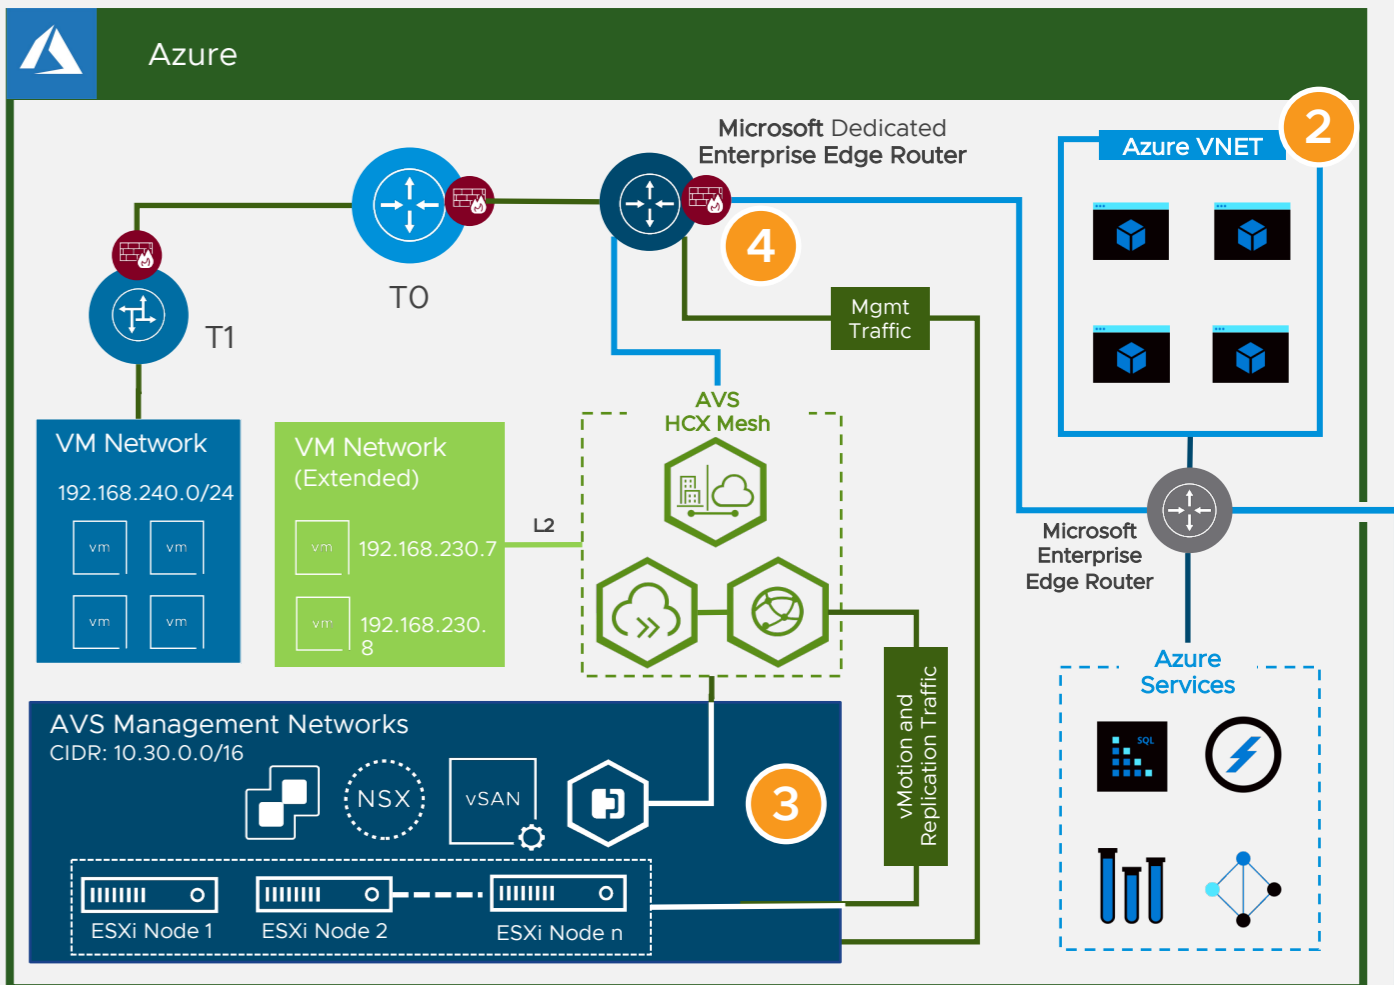 Azure
Microsoft Dedicated
Enterprise Edge Router
2
Azure VNET
4
T0
T1
Mgmt
Traffic
AVS
HCX Mesh
VM Network
192.168.240.0/24
vm
vm
vm
vm
VM Network
(Extended)
vm
192.168.230.7
vm
192.168.230.
8
L2
Microsoft
Enterprise
Edge Router
vMotion and
Replication Traffic
Azure
Services
SQL
AVS Management Networks
CIDR: 10.30.0.0/16
NSX
vSAN
3
ESXi Node 1
ESXi Node 2
ESXi Node n